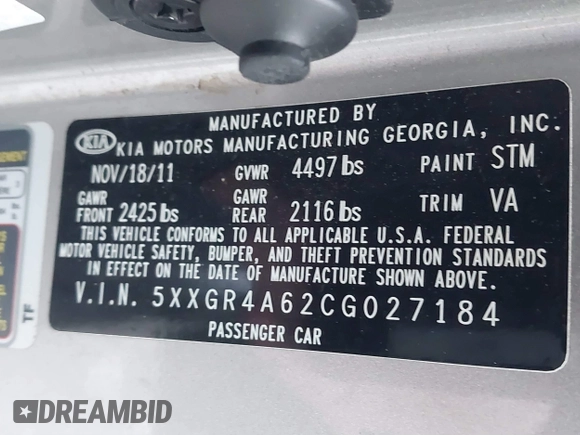 MANUFACTURED BY
KIA KIA MOTORS MANUFACTURING GEORGIA, INC.
NOV/18/11 GVWR 4497 lbs PAINT STM
GAWR FRONT 2425 lbs GAWR REAR 2116 lbs TRIM VA
THIS VEHICLE CONFORMS TO ALL APPLICABLE U.S.A. FEDERAL
MOTOR VEHICLE SAFETY, BUMPER, AND THEFT PREVENTION STANDARDS
IN EFFECT ON THE DATE OF MANUFACTURE SHOWN ABOVE.
V.I.N. 5XXGR4A62CG027184
PASSENGER CAR
TF
DREAMBID